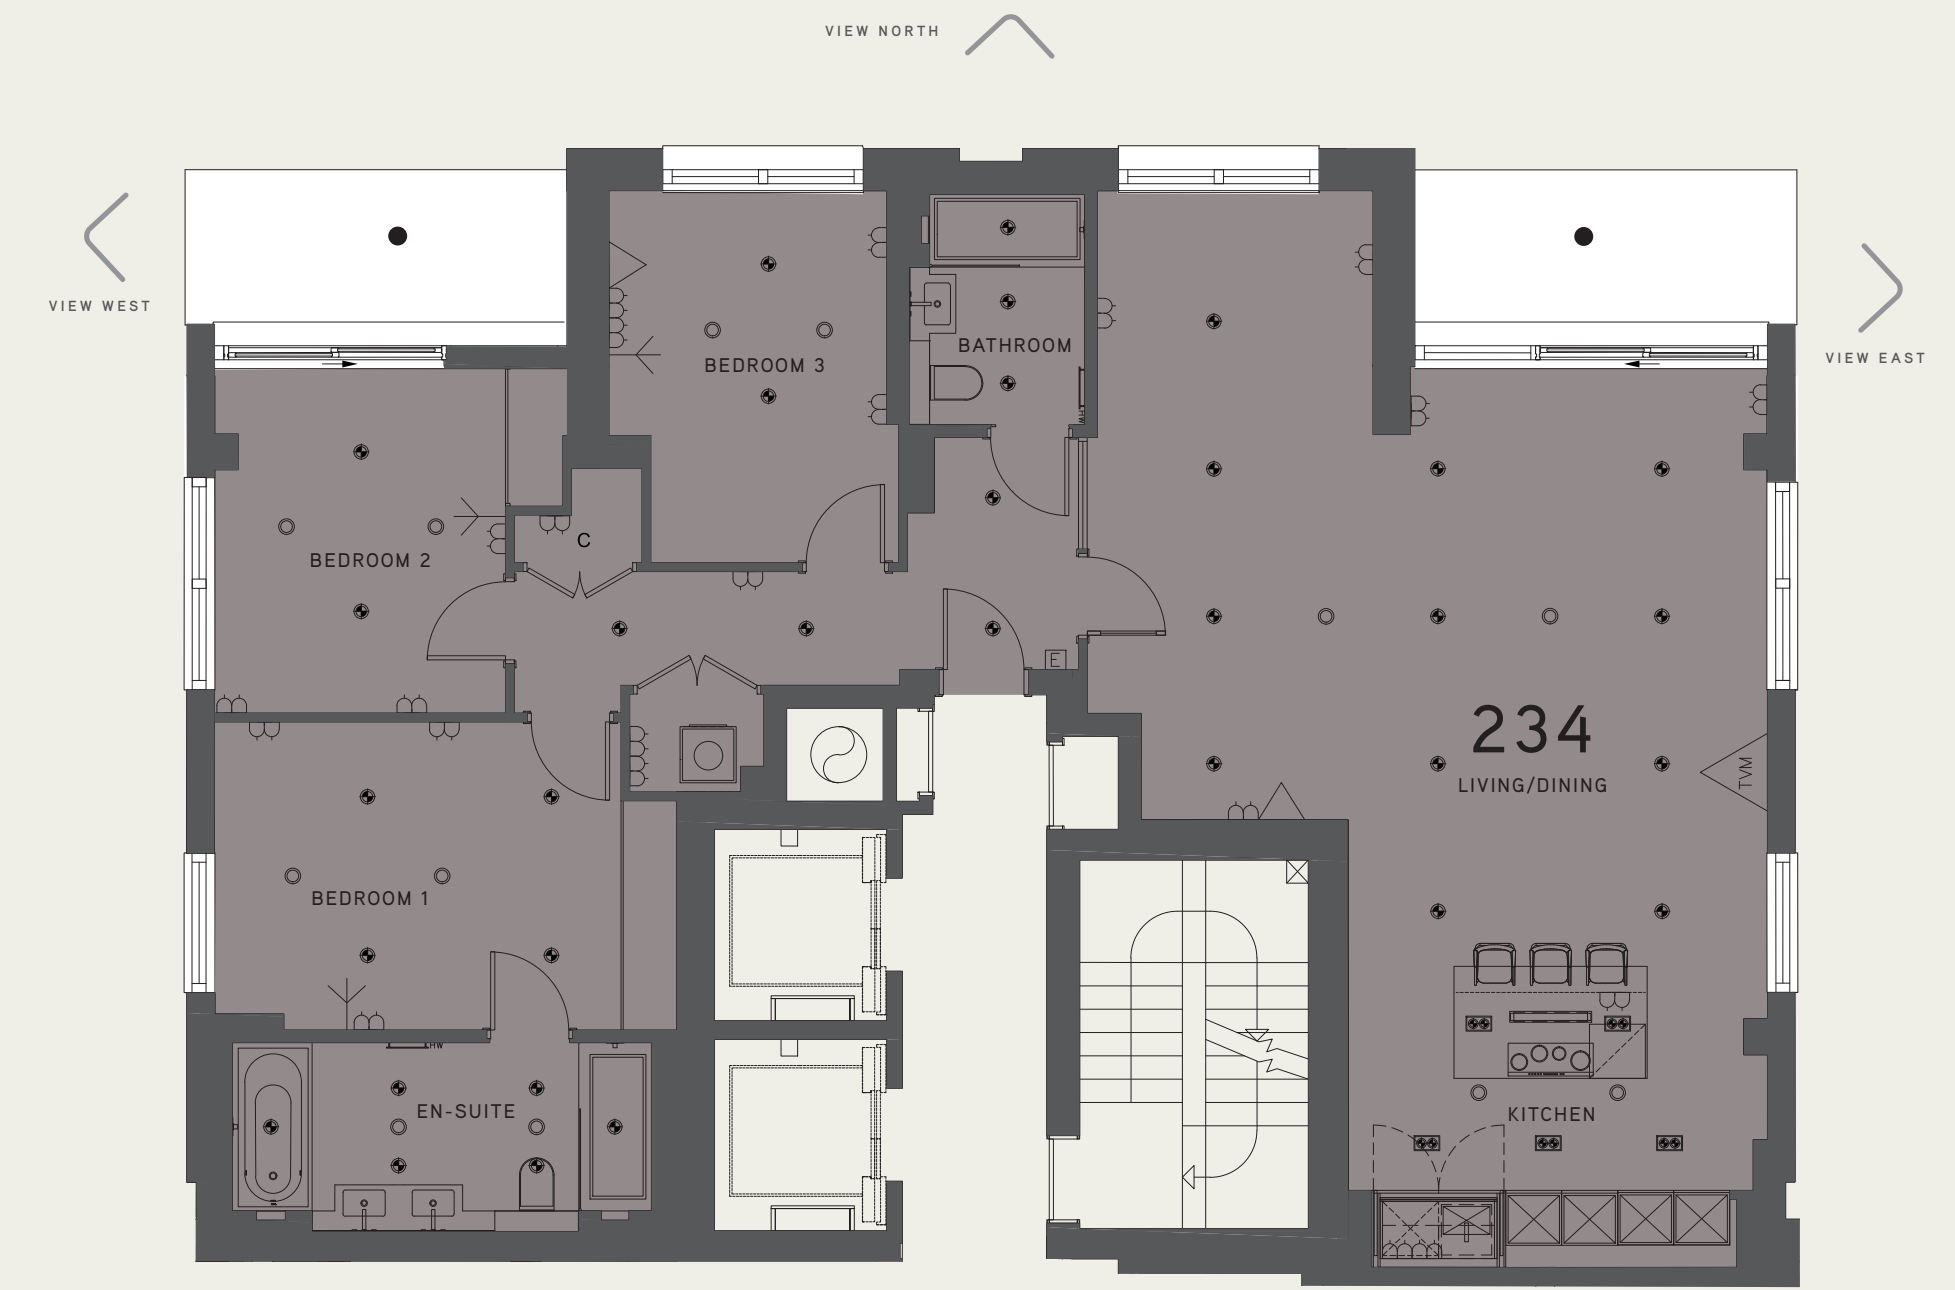 VIEW NORTH
VIEW WEST
VIEW EAST
BATHROOM
BEDROOM 3
HW
C
BEDROOM 2
E
234
LIVING/DINING
TVM
BEDROOM 1
HW
EN-SUITE
KITCHEN